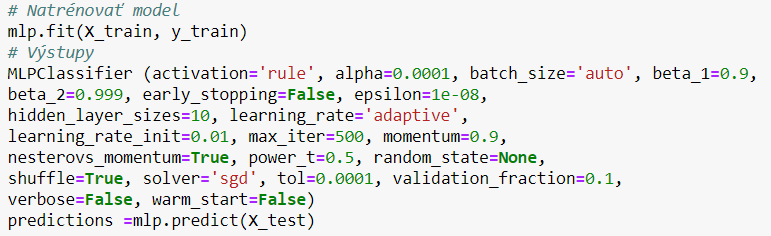 # Natrénovať model
mlp.fit(X_train, y_train)
# Výstupy
MLPClassifier (activation='rule', alpha=0.0001, batch_size='auto', beta_1=0.9,
beta_2=0.999, early_stopping=False, epsilon=1e-08,
hidden_layer_sizes=10, learning_rate='adaptive',
learning_rate_init=0.01, max_iter=500, momentum=0.9,
nesterovs_momentum=True, power_t=0.5, random_state=None,
shuffle=True, solver='sgd', tol=0.0001, validation_fraction=0.1,
verbose=False, warm_start=False)
predictions =mlp.predict(X_test)